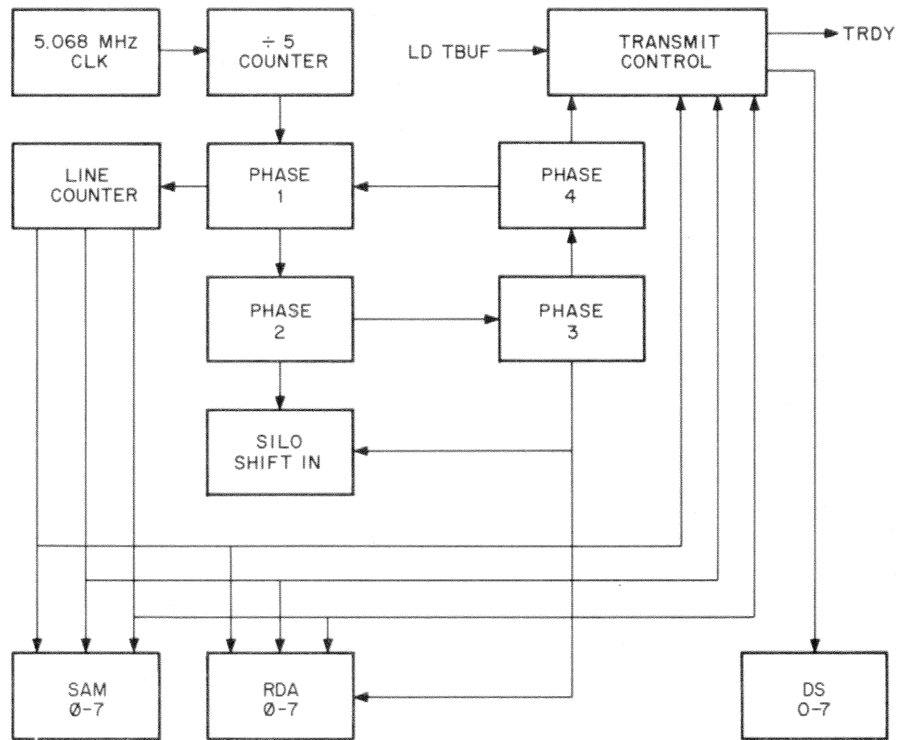 5.068 MHz
CLK
÷ 5
COUNTER
LD TBUF
TRANSMIT
CONTROL
TRDY
LINE
COUNTER
PHASE
1
PHASE
4
PHASE
2
PHASE
3
SILO
SHIFT IN
SAM
Ø-7
RDA
Ø-7
DS
O-7